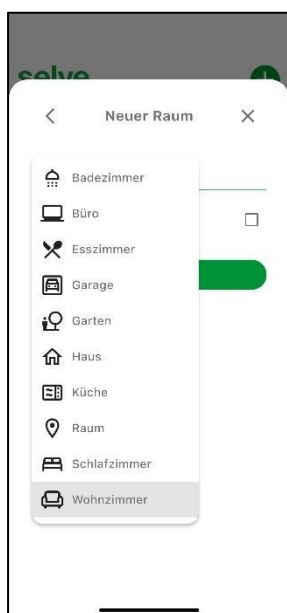 selve
Neuer Raum
Badezimmer
Büro
Esszimmer
Garage
Garten
Haus
Küche
Raum
Schlafzimmer
Wohnzimmer